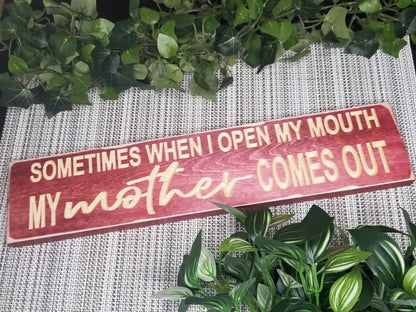 SOMETIMES WHEN I OPEN MY MOUTH
MY mother COMES OUT